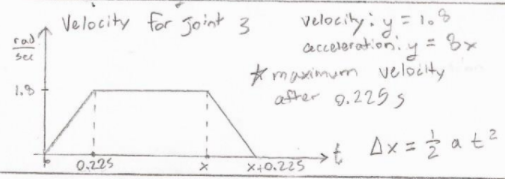 Velocity for joint 3
rad/sec
velocity: y = 1.8
acceleration: y = 8x
* maximum velocity
after 0.225 s
1.8
0.225 x x+0.225 t
Δx = 1/2 a t²